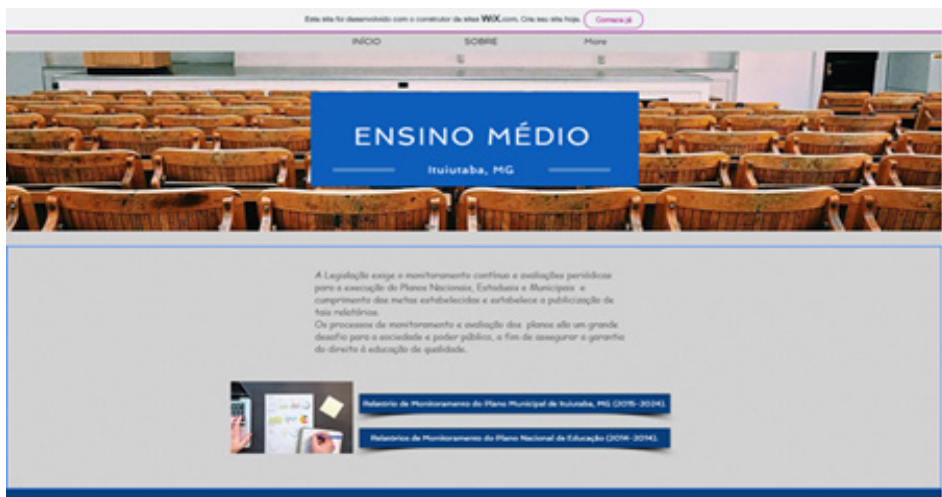 Este site foi desenvolvido com o construtor de sites WIX.com. Crie seu site hoje. Comece já
INÍCIO SOBRE More
ENSINO MÉDIO
Ituiutaba, MG
A Legislação exige o monitoramento contínuo e avaliações periódicas
para a execução do Planos Nacionais, Estaduais e Municipais e
cumprimento das metas estabelecidas e estabelece a publicização de
tais relatórios.
Os processos de monitoramento e avaliação dos planos são um grande
desafio para a sociedade e poder público, a fim de assegurar a garantia
do direito à educação de qualidade.
Relatório de Monitoramento do Plano Municipal de Ituiutaba, MG (2015-2024).
Relatórios de Monitoramento do Plano Nacional da Educação (2014-2014).